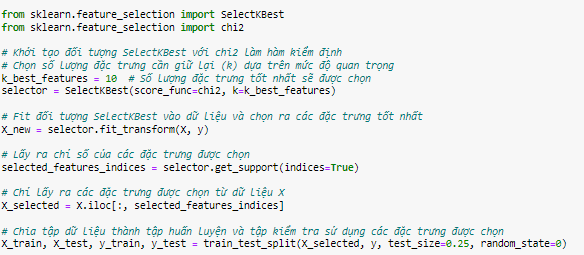 from sklearn.feature_selection import SelectKBest
from sklearn.feature_selection import chi2
# Khởi tạo đối tượng SelectKBest với chi2 làm hàm kiểm định
# Chọn số lượng đặc trưng cần giữ lại (k) dựa trên mức độ quan trọng
k_best_features = 10  # Số lượng đặc trưng tốt nhất sẽ được chọn
selector = SelectKBest(score_func=chi2, k=k_best_features)
# Fit đối tượng SelectKBest vào dữ liệu và chọn ra các đặc trưng tốt nhất
X_new = selector.fit_transform(X, y)
# Lấy ra chỉ số của các đặc trưng được chọn
selected_features_indices = selector.get_support(indices=True)
# Chỉ lấy ra các đặc trưng được chọn từ dữ liệu X
X_selected = X.iloc[:, selected_features_indices]
# Chia tập dữ liệu thành tập huấn luyện và tập kiểm tra sử dụng các đặc trưng được chọn
X_train, X_test, y_train, y_test = train_test_split(X_selected, y, test_size=0.25, random_state=0)